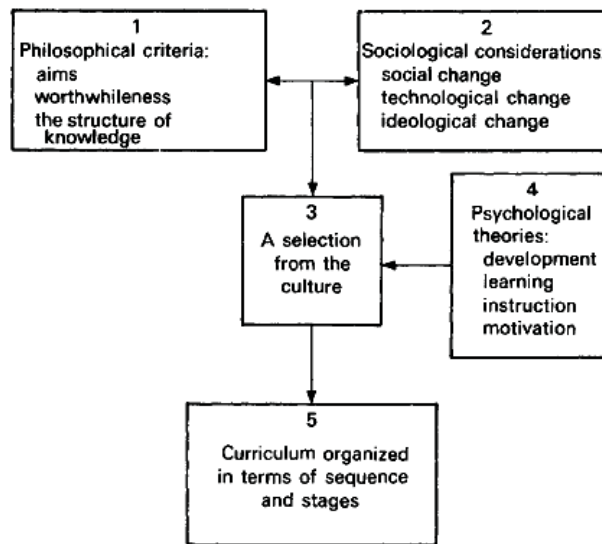 1
Philosophical criteria:
aims
worthwhileness
the structure of
knowledge
2
Sociological considerations:
social change
technological change
ideological change
3
A selection
from the
culture
4
Psychological
theories:
development
learning
instruction
motivation
5
Curriculum organized
in terms of sequence
and stages